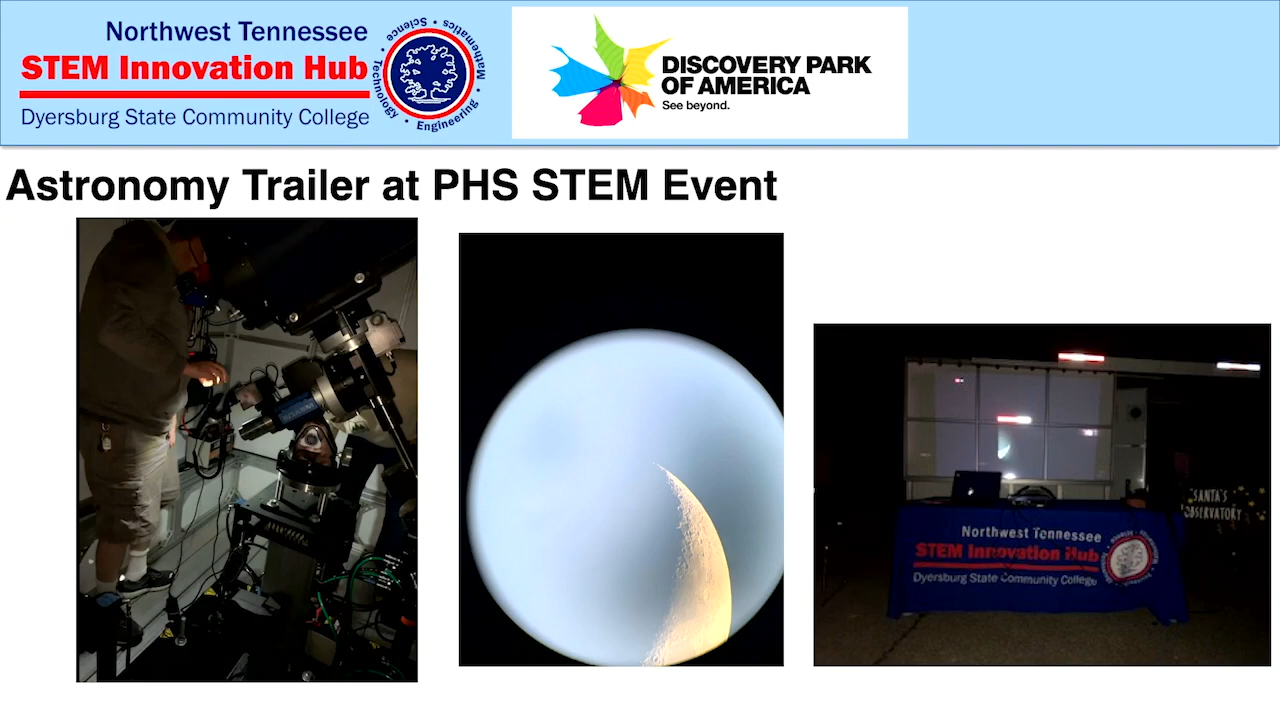 Northwest Tennessee
STEM Innovation Hub
Dyersburg State Community College
Science • Mathematics • Engineering • Technology •
DISCOVERY PARK
OF AMERICA
See beyond.
Astronomy Trailer at PHS STEM Event
SANTA'S
OBSERVATORY
Northwest Tennessee
STEM Innovation Hub
Dyersburg State Community College